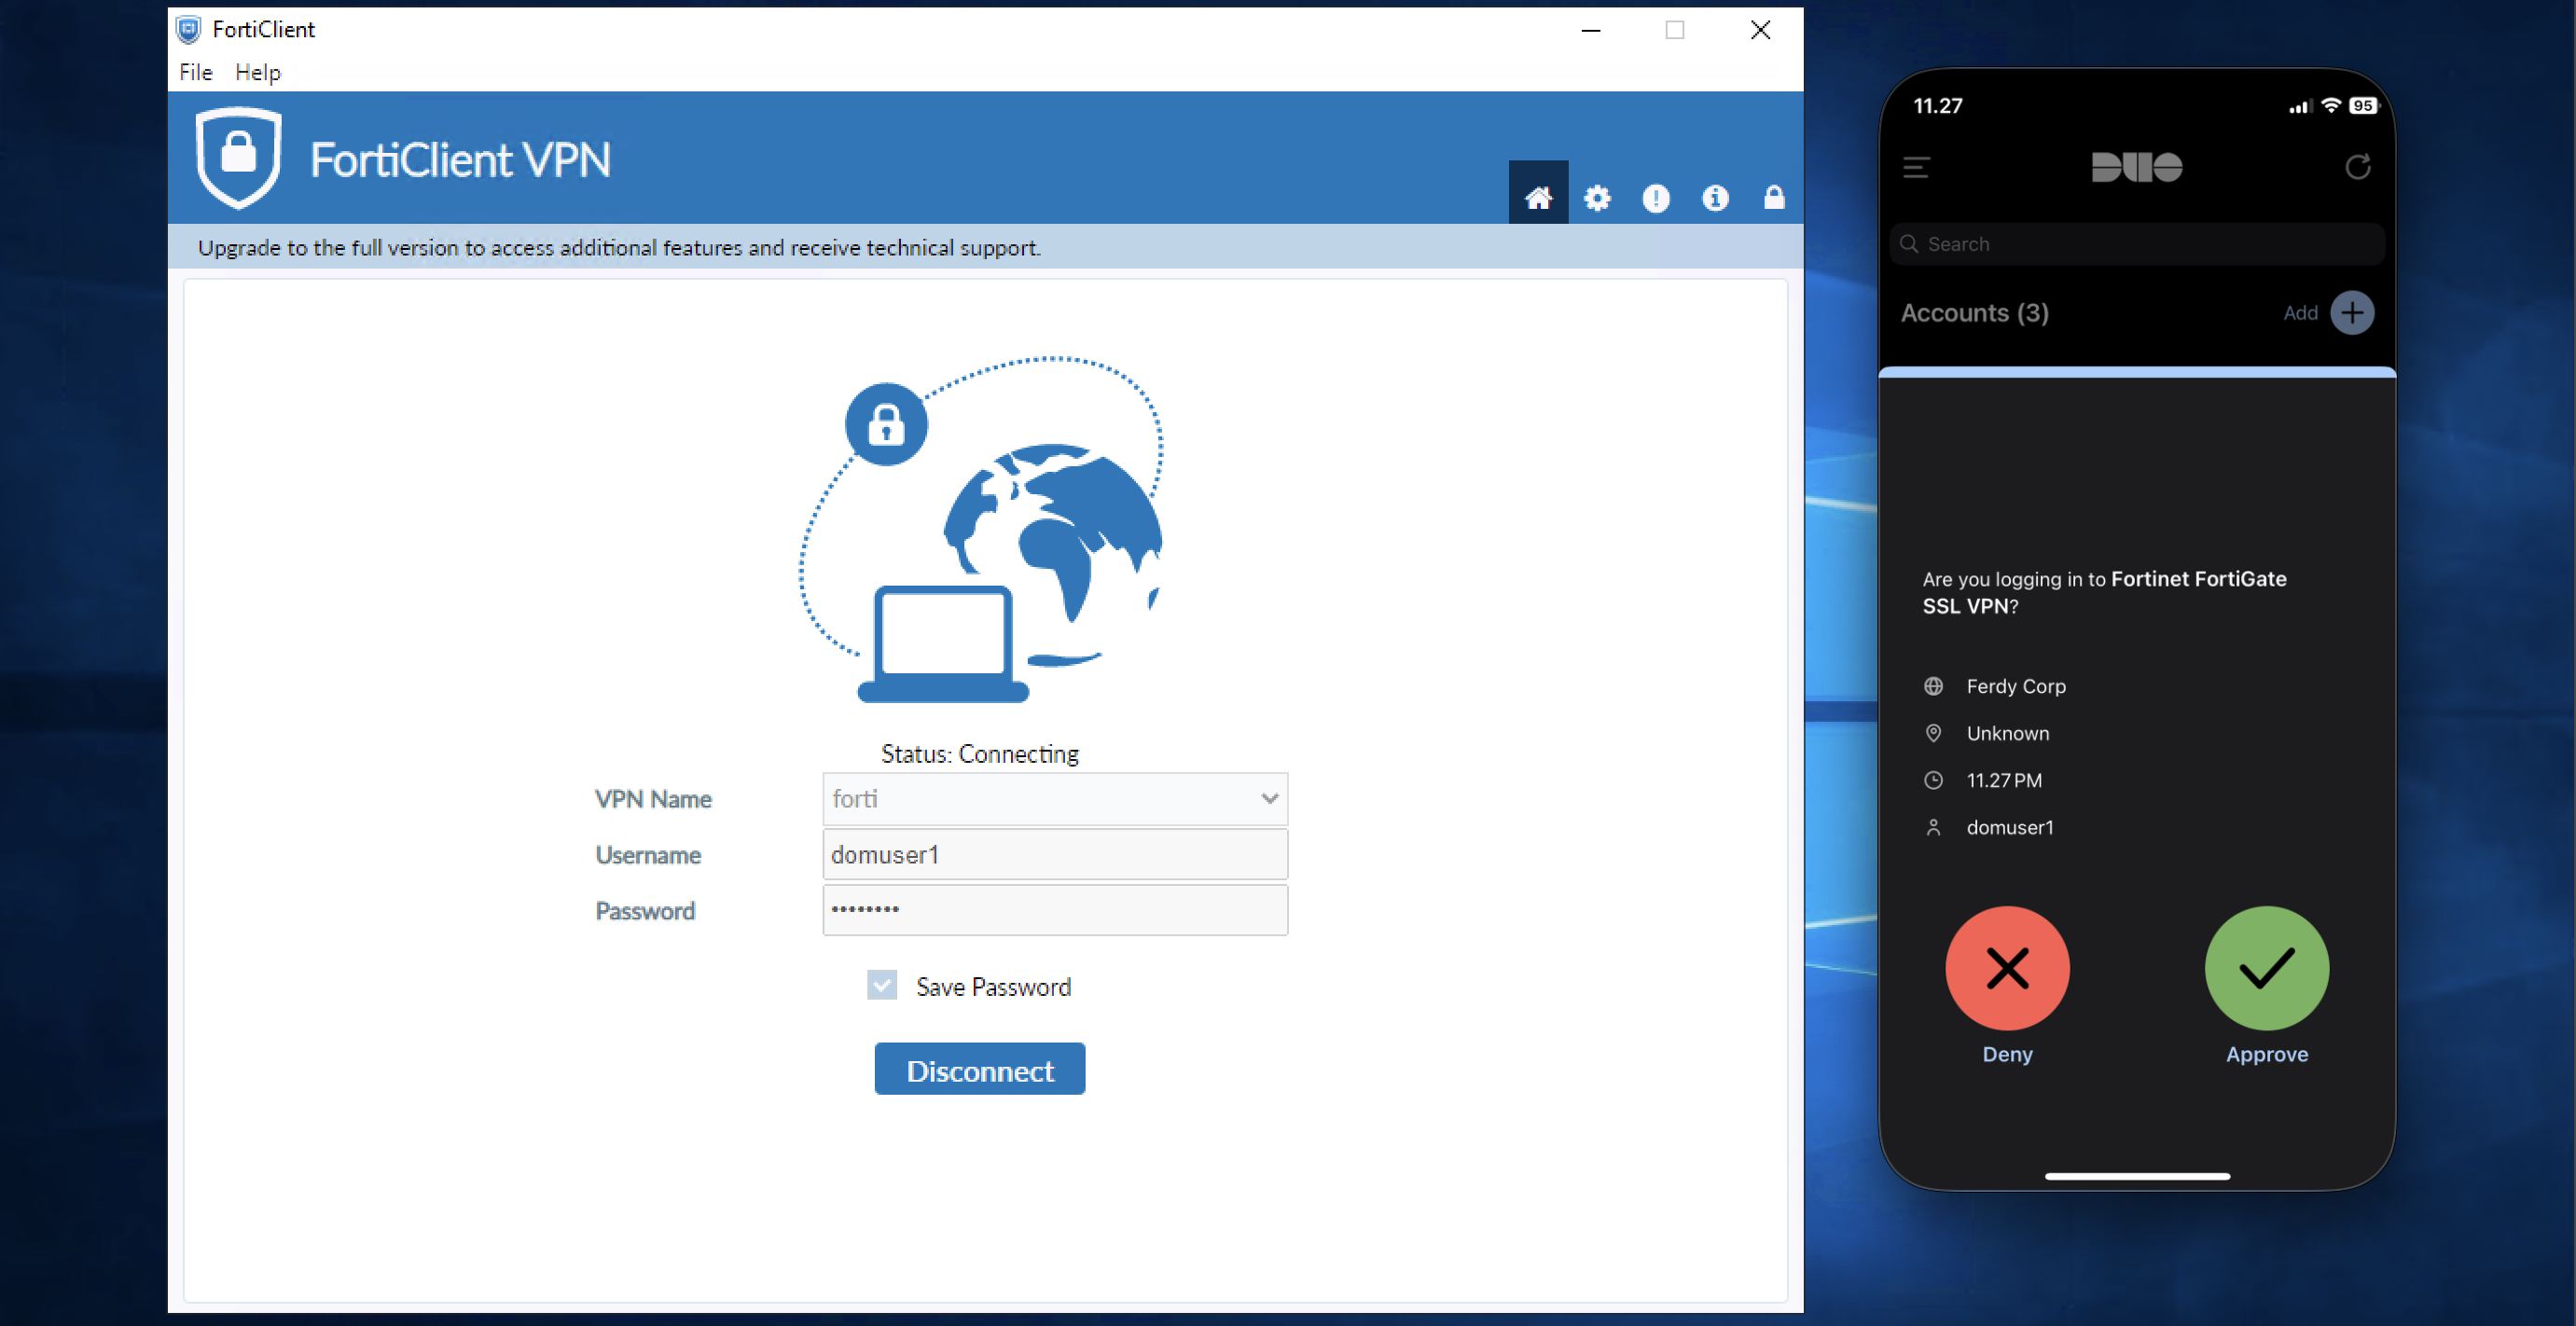 FortiClient
File Help
FortiClient VPN
Upgrade to the full version to access additional features and receive technical support.
Status: Connecting
VPN Name
forti
Username
domuser1
Password
••••••••
Save Password
Disconnect
11.27
95
DUO
Search
Accounts (3)
Add
Are you logging in to Fortinet FortiGate
SSL VPN?
Ferdy Corp
Unknown
11.27 PM
domuser1
Deny
Approve